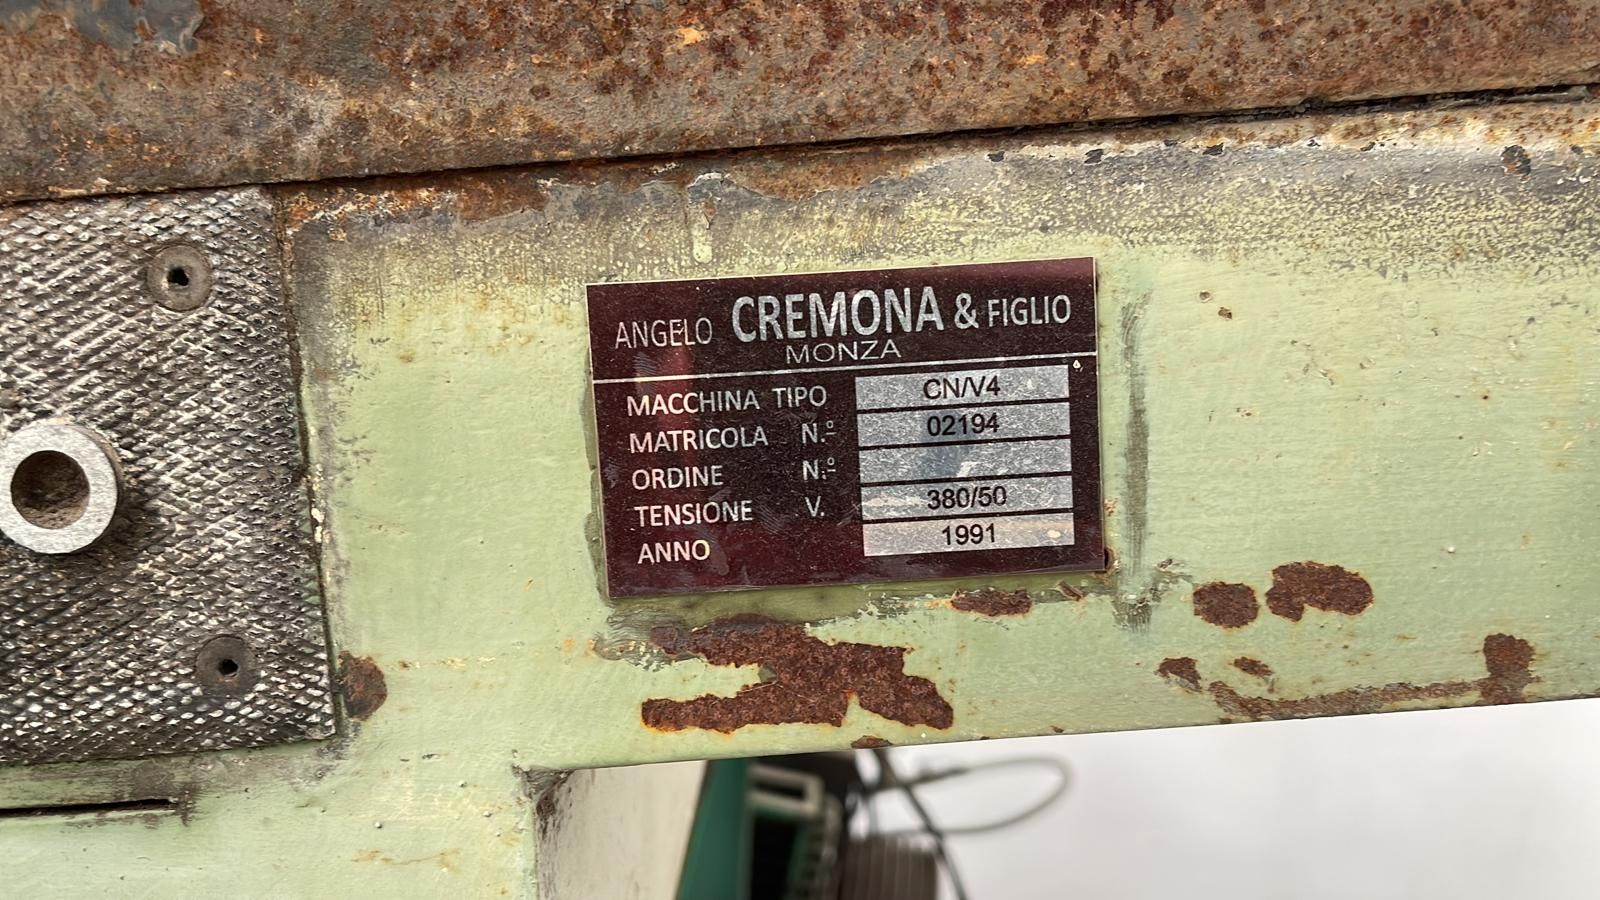 ANGELO CREMONA & FIGLIO
MONZA
MACCHINA TIPO CN/V4
MATRICOLA N.º 02194
ORDINE N.º
TENSIONE V. 380/50
ANNO 1991